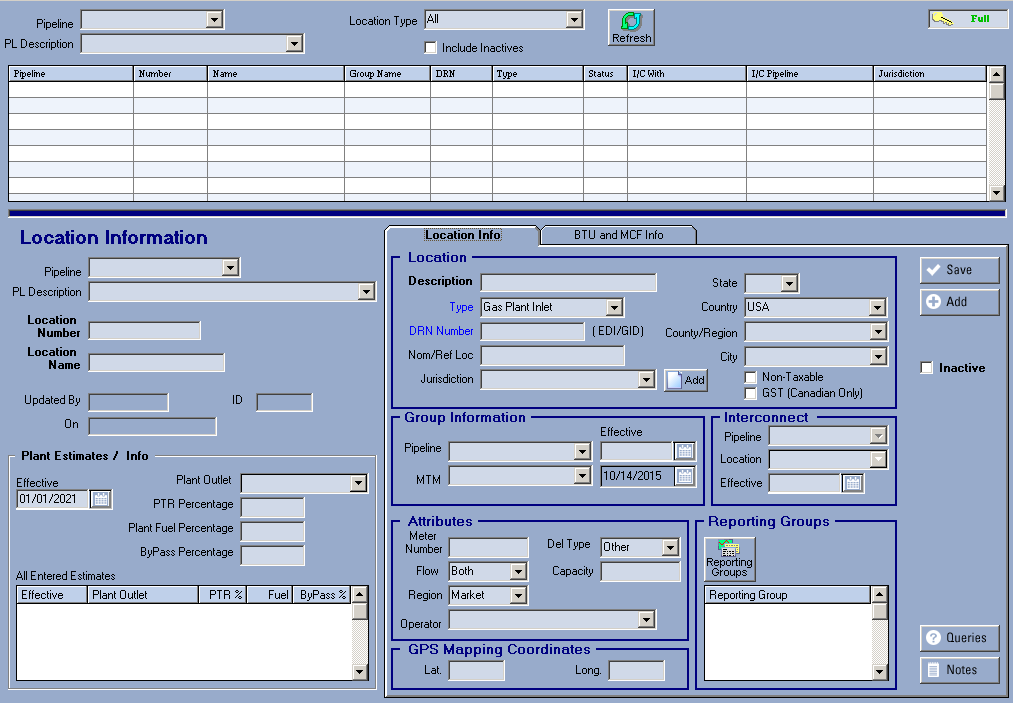 Pipeline
Location Type All
Refresh
Full
PL Description
Include Inactives
Pipeline Number Name Group Name DRN Type Status I/C With I/C Pipeline Jurisdiction
Location Information
Pipeline
PL Description
Location
Number
Location
Name
Updated By ID
On
Plant Estimates / Info
Effective
01/01/2021
Plant Outlet
PTR Percentage
Plant Fuel Percentage
ByPass Percentage
All Entered Estimates
Effective Plant Outlet PTR % Fuel ByPass %
Location Info BTU and MCF Info
Location
Description
Type Gas Plant Inlet
DRN Number (EDI/GID)
Nom/Ref Loc
Jurisdiction Add
State
Country USA
County/Region
City
Non-Taxable
GST (Canadian Only)
Group Information
Effective
Pipeline
MTM 10/14/2015
Interconnect
Pipeline
Location
Effective
Attributes
Meter
Number
Del Type Other
Flow Both Capacity
Region Market
Operator
GPS Mapping Coordinates
Lat. Long.
Reporting Groups
Reporting
Groups
Reporting Group
Save
Add
Inactive
Queries
Notes